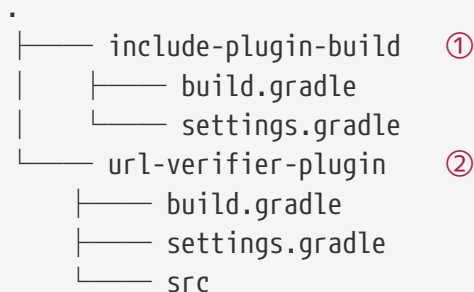 .
├── include-plugin-build ①
│   ├── build.gradle
│   └── settings.gradle
└── url-verifier-plugin ②
    ├── build.gradle
    ├── settings.gradle
    └── src